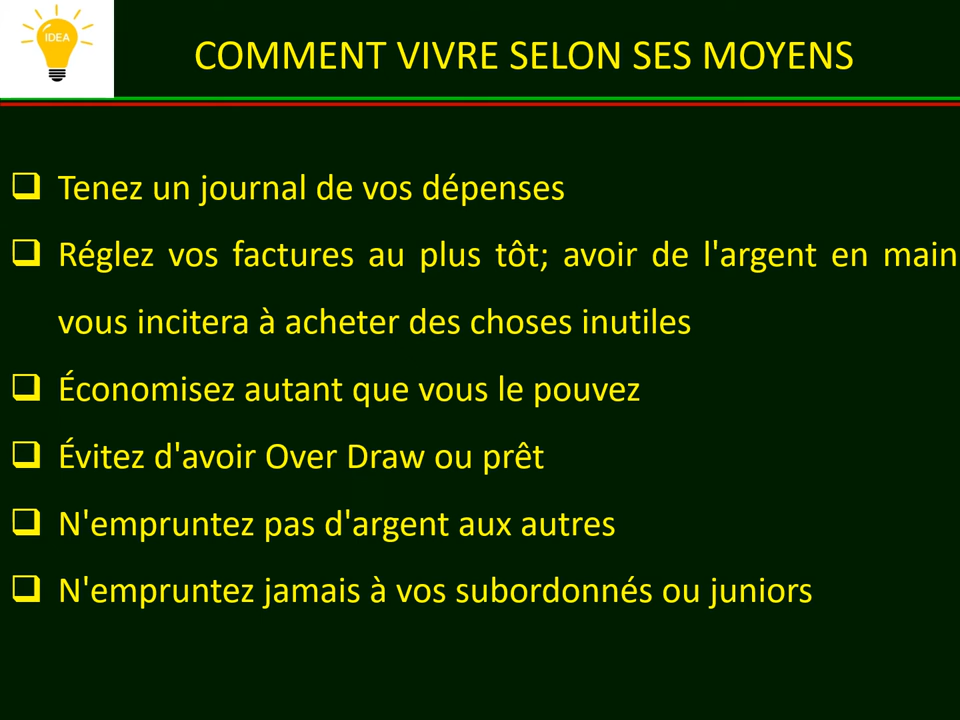 IDEA
COMMENT VIVRE SELON SES MOYENS
❑ Tenez un journal de vos dépenses
❑ Réglez vos factures au plus tôt; avoir de l'argent en main
vous incitera à acheter des choses inutiles
❑ Économisez autant que vous le pouvez
❑ Évitez d'avoir Over Draw ou prêt
❑ N'empruntez pas d'argent aux autres
❑ N'empruntez jamais à vos subordonnés ou juniors